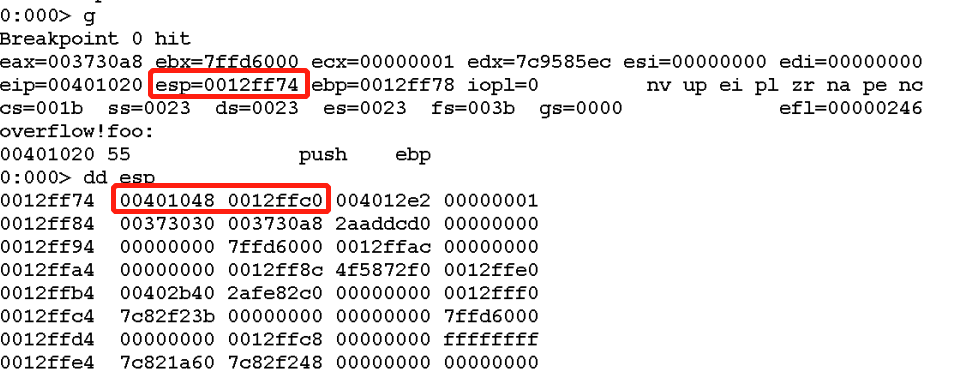 0:000> g
Breakpoint 0 hit
eax=003730a8 ebx=7ffd6000 ecx=00000001 edx=7c9585ec esi=00000000 edi=00000000
eip=00401020 esp=0012ff74 ebp=0012ff78 iopl=0         nv up ei pl zr na pe nc
cs=001b  ss=0023  ds=0023  es=0023  fs=003b  gs=0000             efl=00000246
overflow!foo:
00401020 55              push    ebp
0:000> dd esp
0012ff74  00401048 0012ffc0 004012e2 00000001
0012ff84  00373030 003730a8 2aaddcd0 00000000
0012ff94  00000000 7ffd6000 0012ffac 00000000
0012ffa4  00000000 0012ff8c 4f5872f0 0012ffe0
0012ffb4  00402b40 2afe82c0 00000000 0012fff0
0012ffc4  7c82f23b 00000000 00000000 7ffd6000
0012ffd4  00000000 0012ffc8 00000000 ffffffff
0012ffe4  7c821a60 7c82f248 00000000 00000000